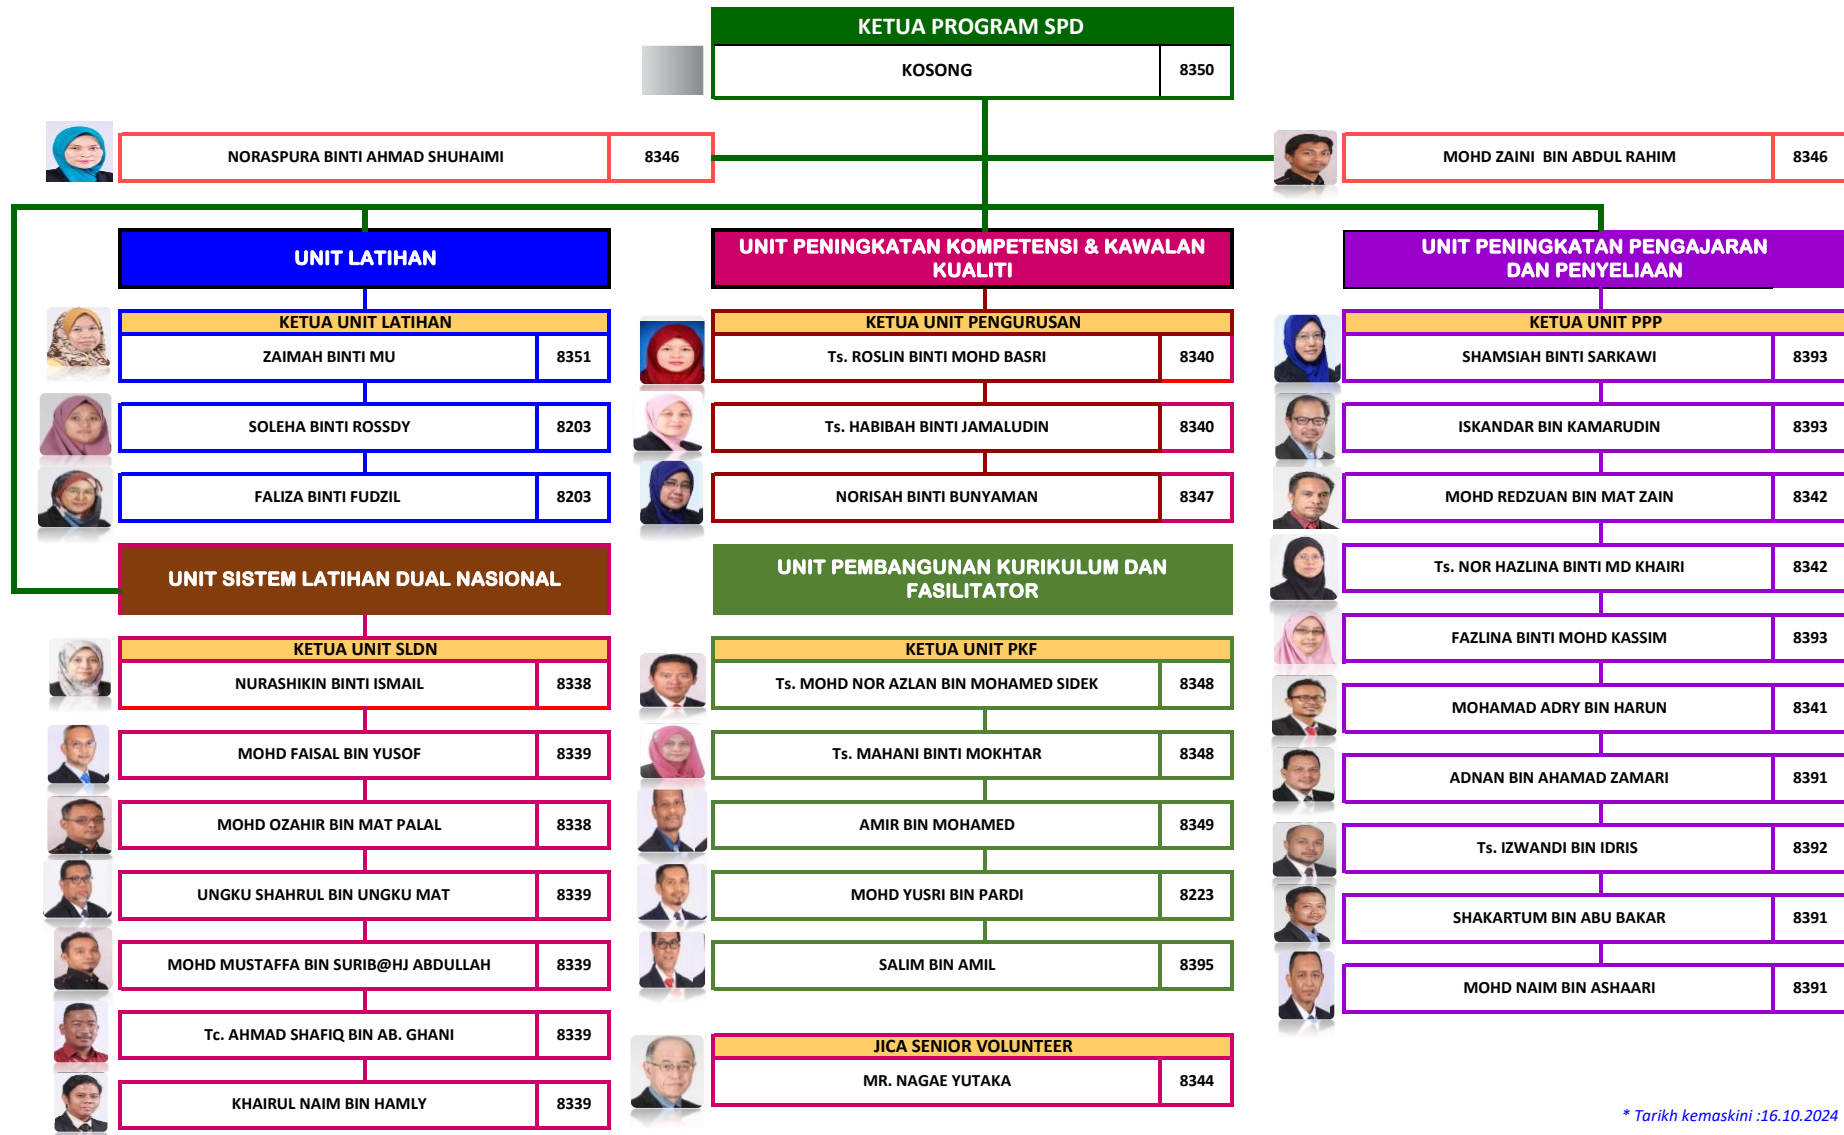 KETUA PROGRAM SPD
KOSONG 8350
NORASPURA BINTI AHMAD SHUHAIMI 8346
MOHD ZAINI BIN ABDUL RAHIM 8346
UNIT LATIHAN
KETUA UNIT LATIHAN
ZAIMAH BINTI MU 8351
SOLEHA BINTI ROSSDY 8203
FALIZA BINTI FUDZIL 8203
UNIT SISTEM LATIHAN DUAL NASIONAL
KETUA UNIT SLDN
NURASHIKIN BINTI ISMAIL 8338
MOHD FAISAL BIN YUSOF 8339
MOHD OZAHIR BIN MAT PALAL 8338
UNGKU SHAHRUL BIN UNGKU MAT 8339
MOHD MUSTAFFA BIN SURIB@HJ ABDULLAH 8339
Tc. AHMAD SHAFIQ BIN AB. GHANI 8339
KHAIRUL NAIM BIN HAMLY 8339
UNIT PENINGKATAN KOMPETENSI & KAWALAN
KUALITI
KETUA UNIT PENGURUSAN
Ts. ROSLIN BINTI MOHD BASRI 8340
Ts. HABIBAH BINTI JAMALUDIN 8340
NORISAH BINTI BUNYAMAN 8347
UNIT PEMBANGUNAN KURIKULUM DAN
FASILITATOR
KETUA UNIT PKF
Ts. MOHD NOR AZLAN BIN MOHAMED SIDEK 8348
Ts. MAHANI BINTI MOKHTAR 8348
AMIR BIN MOHAMED 8349
MOHD YUSRI BIN PARDI 8223
SALIM BIN AMIL 8395
JICA SENIOR VOLUNTEER
MR. NAGAE YUTAKA 8344
UNIT PENINGKATAN PENGAJARAN
DAN PENYELIAAN
KETUA UNIT PPP
SHAMSIAH BINTI SARKAWI 8393
ISKANDAR BIN KAMARUDIN 8393
MOHD REDZUAN BIN MAT ZAIN 8342
Ts. NOR HAZLINA BINTI MD KHAIRI 8342
FAZLINA BINTI MOHD KASSIM 8393
MOHAMAD ADRY BIN HARUN 8341
ADNAN BIN AHAMAD ZAMARI 8391
Ts. IZWANDI BIN IDRIS 8392
SHAKARTUM BIN ABU BAKAR 8391
MOHD NAIM BIN ASHAARI 8391
* Tarikh kemaskini :16.10.2024